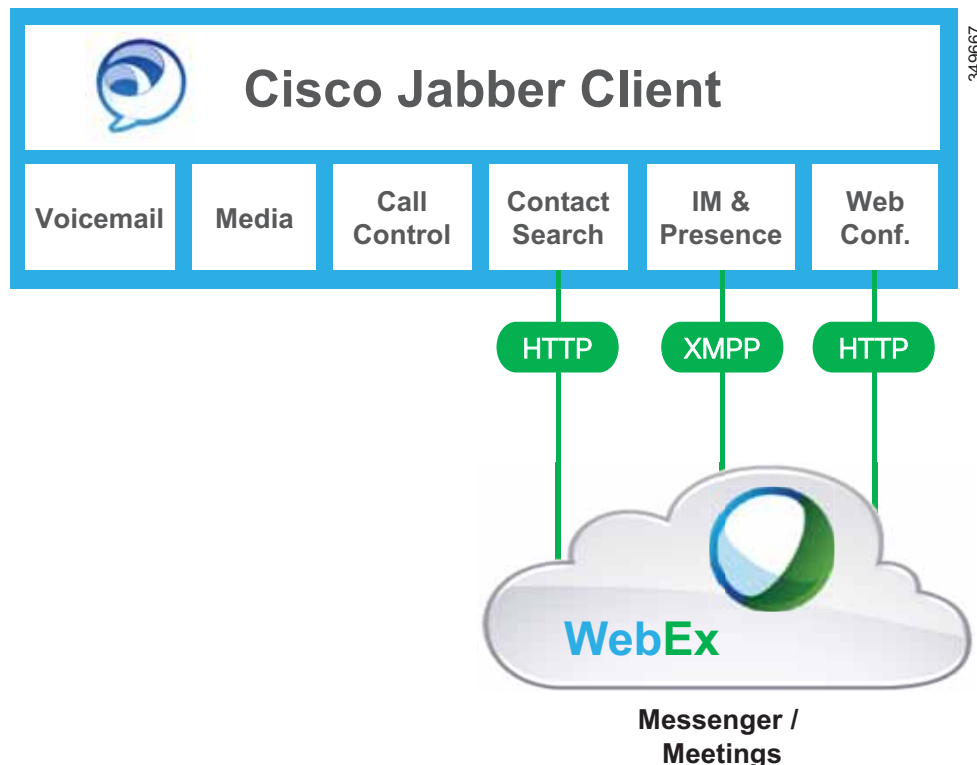 349667
Cisco Jabber Client
Voicemail
Media
Call
Control
Contact
Search
IM &
Presence
Web
Conf.
HTTP
XMPP
HTTP
WebEx
Messenger /
Meetings